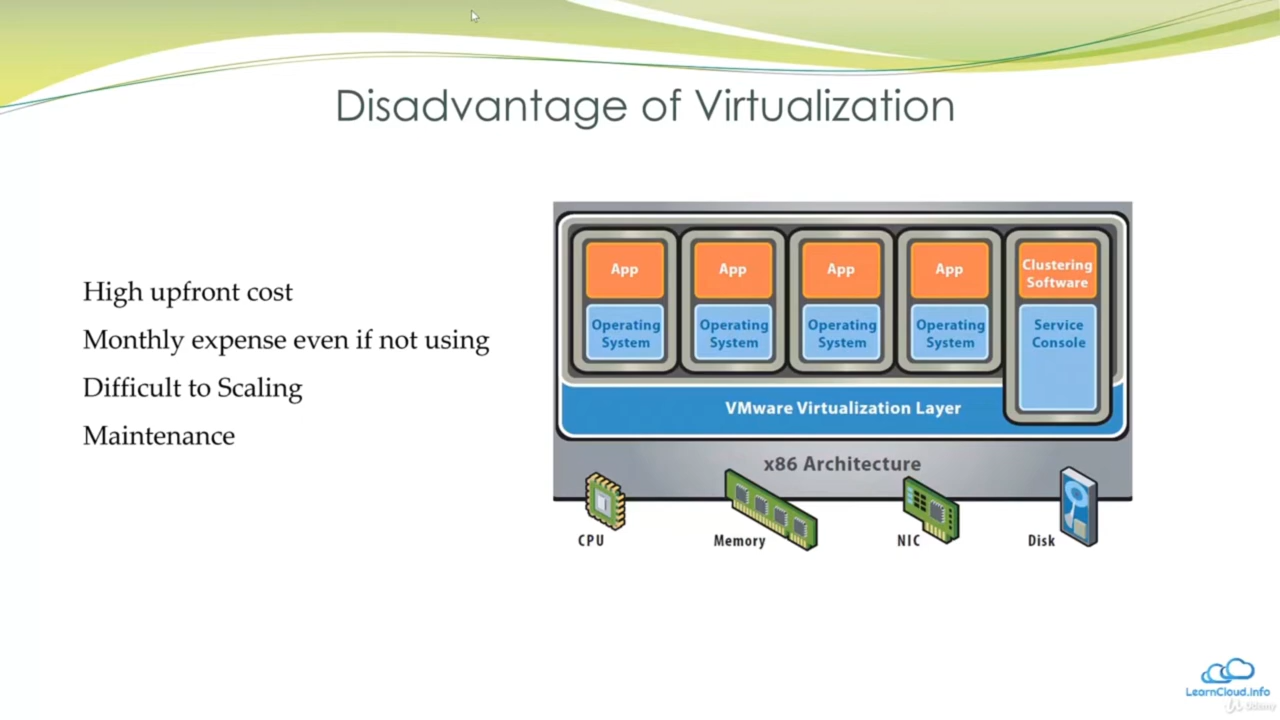 Disadvantage of Virtualization
High upfront cost
Monthly expense even if not using
Difficult to Scaling
Maintenance
App
App
App
App
Clustering
Software
Operating
System
Operating
System
Operating
System
Operating
System
Service
Console
VMware Virtualization Layer
x86 Architecture
CPU
Memory
NIC
Disk
LearnCloud.info
Udemy